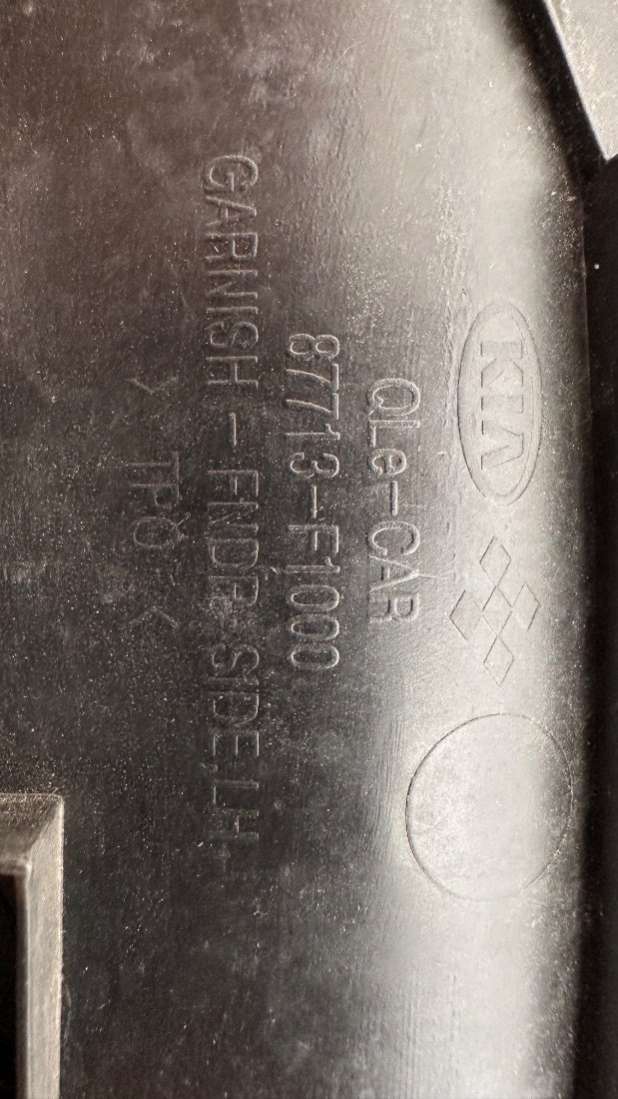 KIA
QLe-CAR
87713-F1000
GARNISH-FNDR SIDE,LH
>TPO<